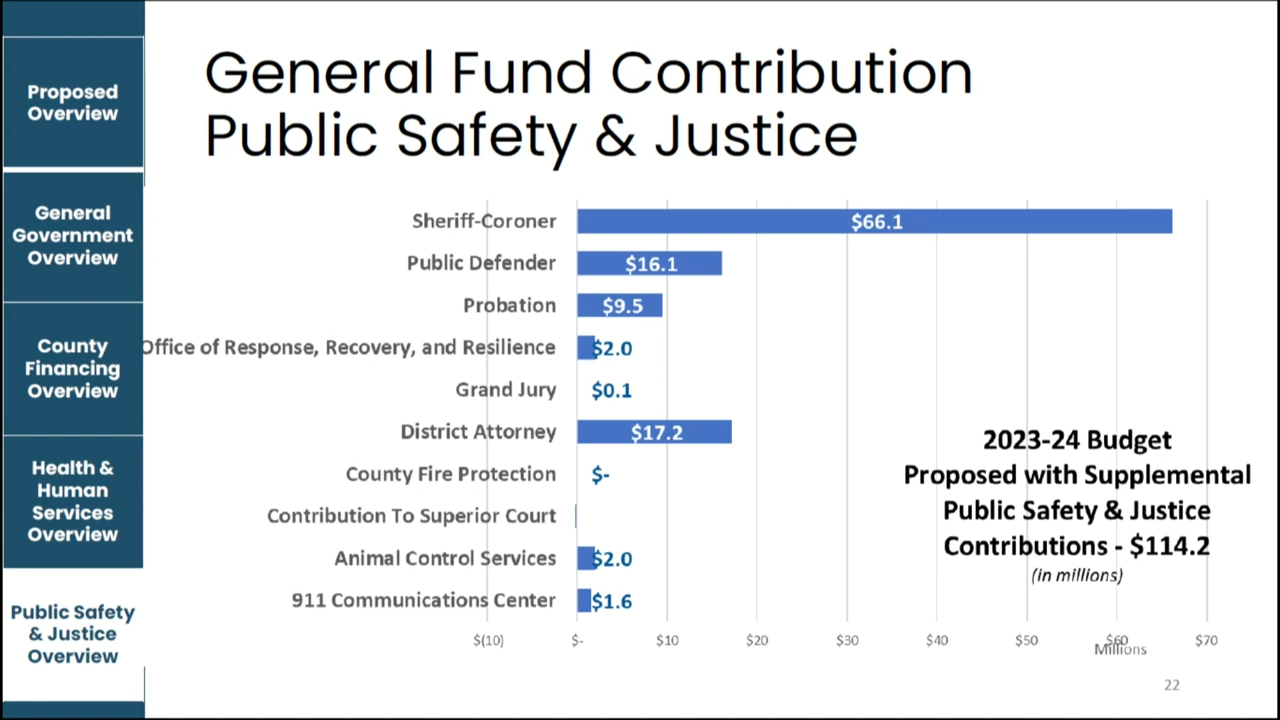 General Fund Contribution
Public Safety & Justice
Proposed
Overview
General
Government
Overview
County
Financing
Overview
Health &
Human
Services
Overview
Public Safety
& Justice
Overview
Sheriff-Coroner $66.1
Public Defender $16.1
Probation $9.5
Office of Response, Recovery, and Resilience $2.0
Grand Jury $0.1
District Attorney $17.2
County Fire Protection $-
Contribution To Superior Court
Animal Control Services $2.0
911 Communications Center $1.6
$(10) $- $10 $20 $30 $40 $50 $60 $70
Millions
2023-24 Budget
Proposed with Supplemental
Public Safety & Justice
Contributions - $114.2
(in millions)
22